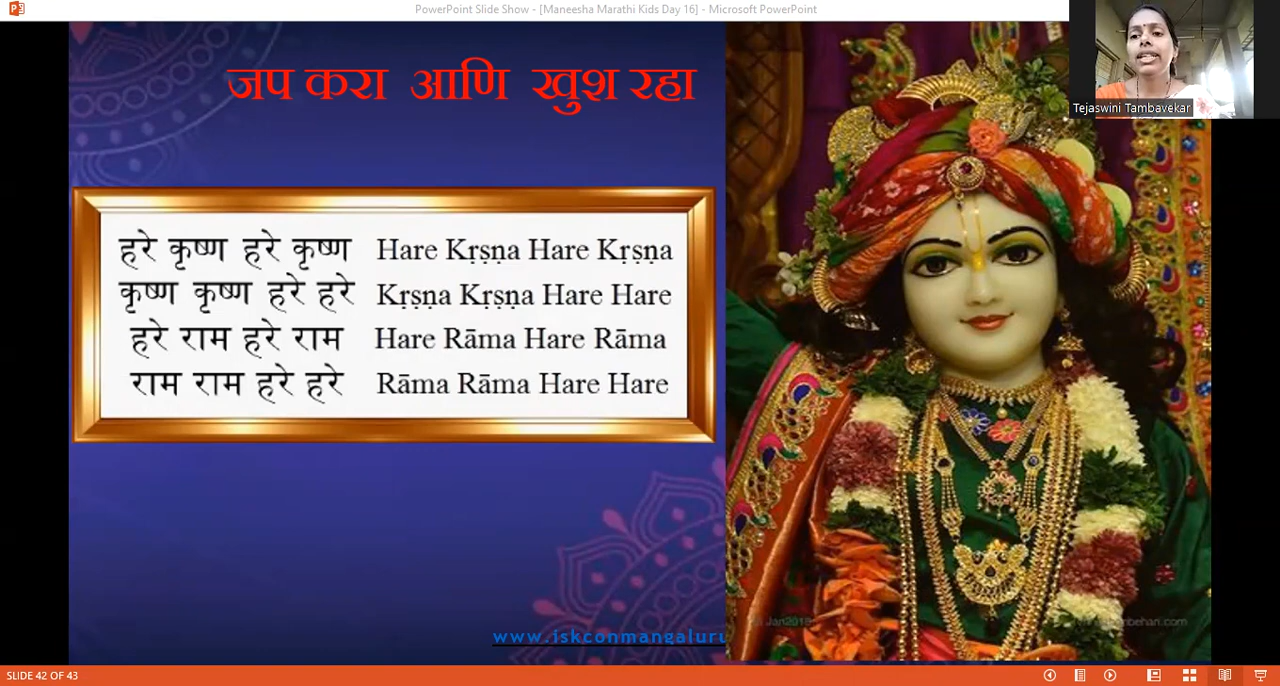 PowerPoint Slide Show - [Maneesha Marathi Kids Day 16] - Microsoft PowerPoint
Tejaswini Tambavekar
जप करा आणि खुश रहा
हरे कृष्ण हरे कृष्ण Hare Kṛṣṇa Hare Kṛṣṇa
कृष्ण कृष्ण हरे हरे Kṛṣṇa Kṛṣṇa Hare Hare
हरे राम हरे राम Hare Rāma Hare Rāma
राम राम हरे हरे Rāma Rāma Hare Hare
www.iskconmangaluru
SLIDE 42 OF 43